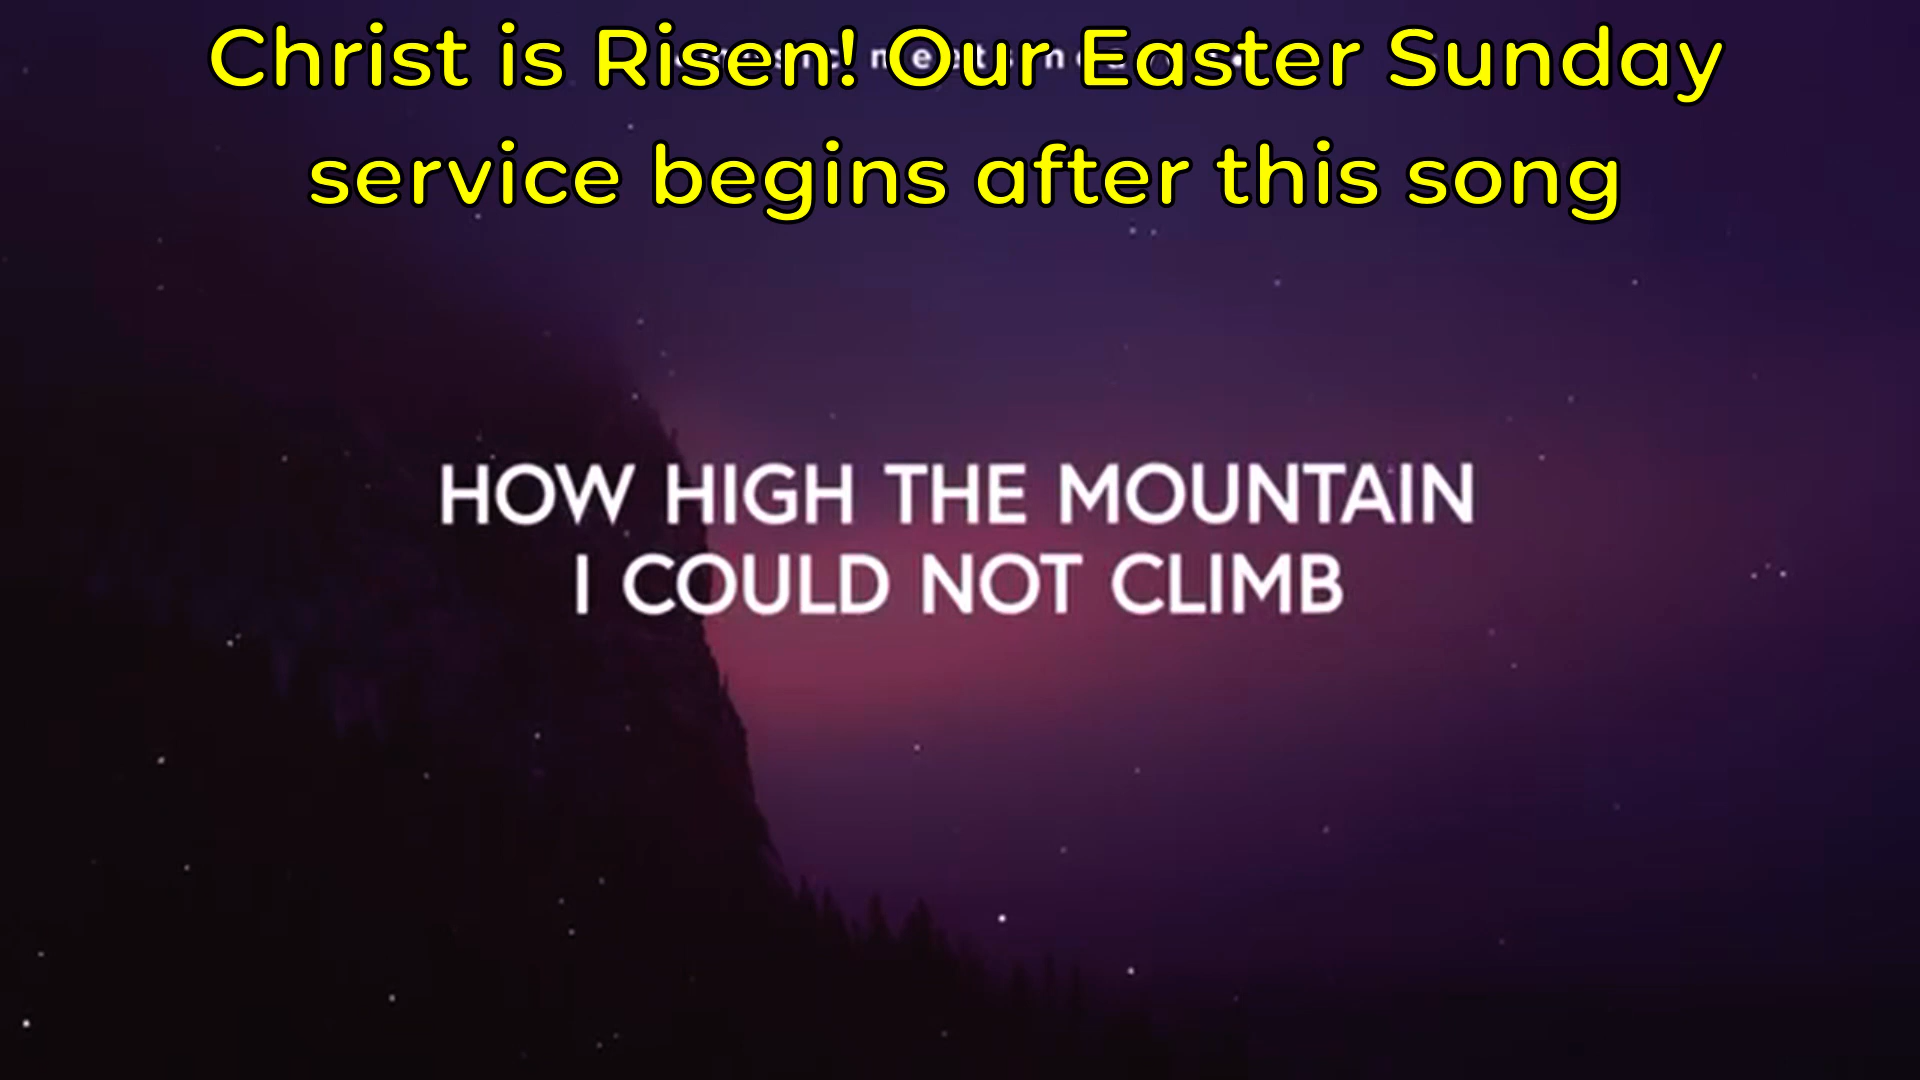 Christ is Risen! Our Easter Sunday
service begins after this song
HOW HIGH THE MOUNTAIN
I COULD NOT CLIMB